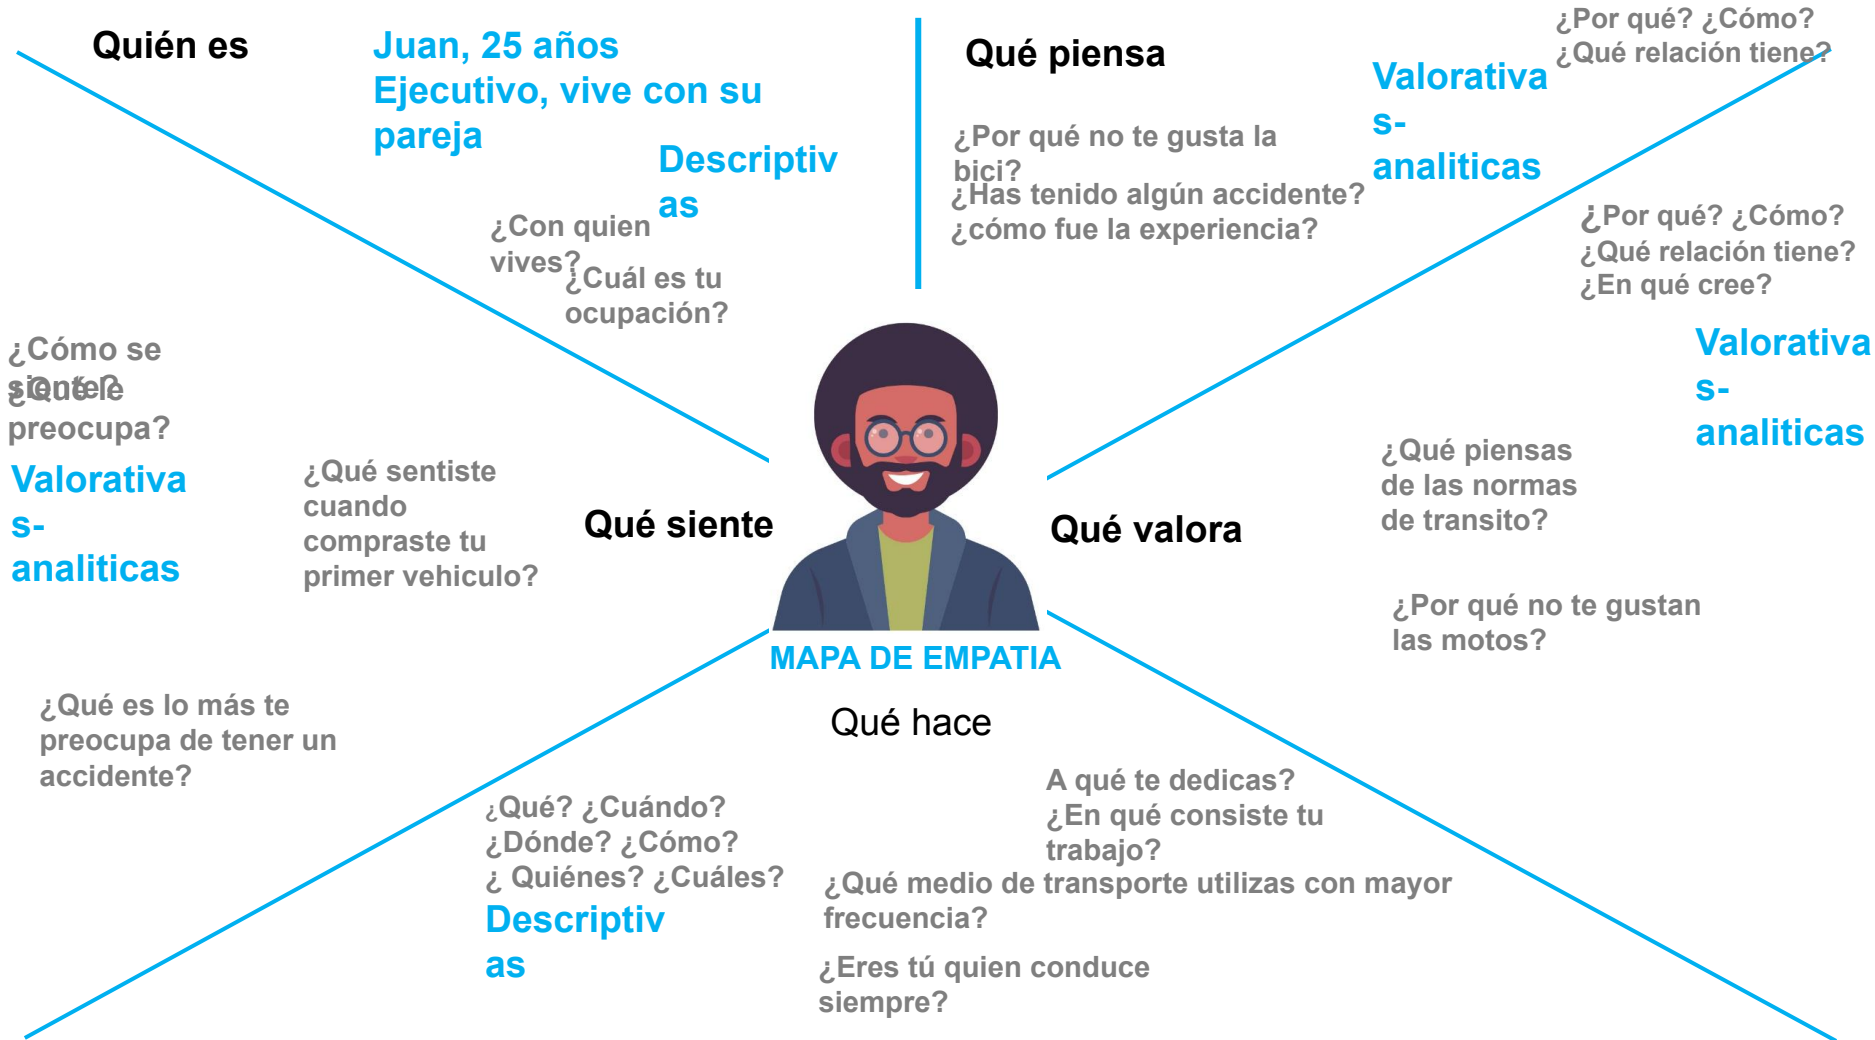 Quién es
Juan, 25 años
Ejecutivo, vive con su
pareja
Descriptiv
as
¿Con quien
vives?
¿Cuál es tu
ocupación?
Qué piensa
¿Por qué? ¿Cómo?
¿Qué relación tiene?
Valorativa
s-
analiticas
¿Por qué no te gusta la
bici?
¿Has tenido algún accidente?
¿cómo fue la experiencia?
¿Por qué? ¿Cómo?
¿Qué relación tiene?
¿En qué cree?
Valorativa
s-
analiticas
Qué valora
¿Qué piensas
de las normas
de transito?
¿Por qué no te gustan
las motos?
¿Cómo se
siente?
¿Qué le
preocupa?
Valorativa
s-
analiticas
¿Qué sentiste
cuando
compraste tu
primer vehiculo?
Qué siente
¿Qué es lo más te
preocupa de tener un
accidente?
MAPA DE EMPATIA
Qué hace
¿Qué? ¿Cuándo?
¿Dónde? ¿Cómo?
¿ Quiénes? ¿Cuáles?
Descriptiv
as
A qué te dedicas?
¿En qué consiste tu
trabajo?
¿Qué medio de transporte utilizas con mayor
frecuencia?
¿Eres tú quien conduce
siempre?